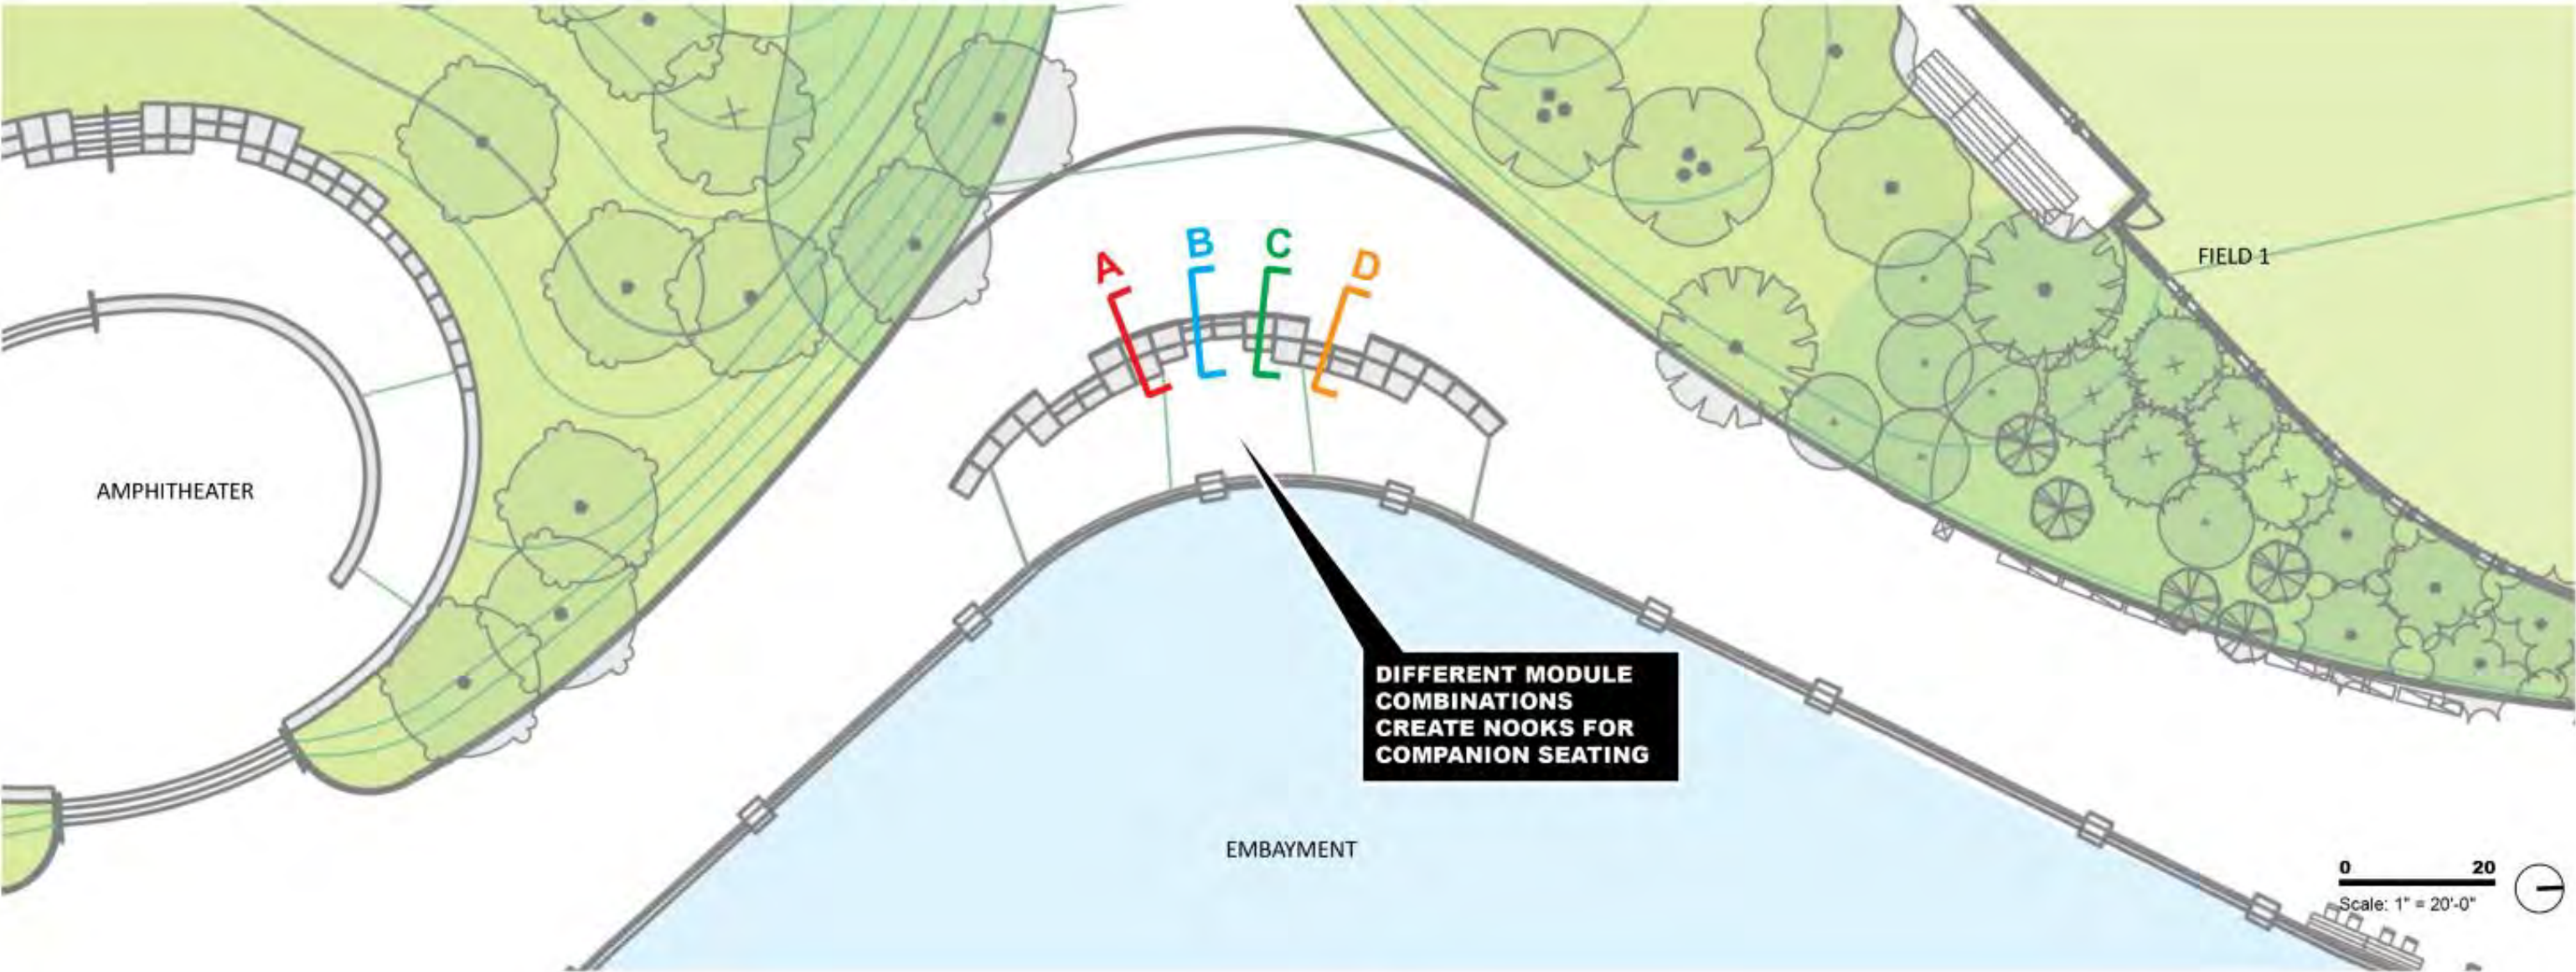 A
B
C
D
FIELD 1
AMPHITHEATER
DIFFERENT MODULE
COMBINATIONS
CREATE NOOKS FOR
COMPANION SEATING
EMBAYMENT
0 20
Scale: 1" = 20'-0"